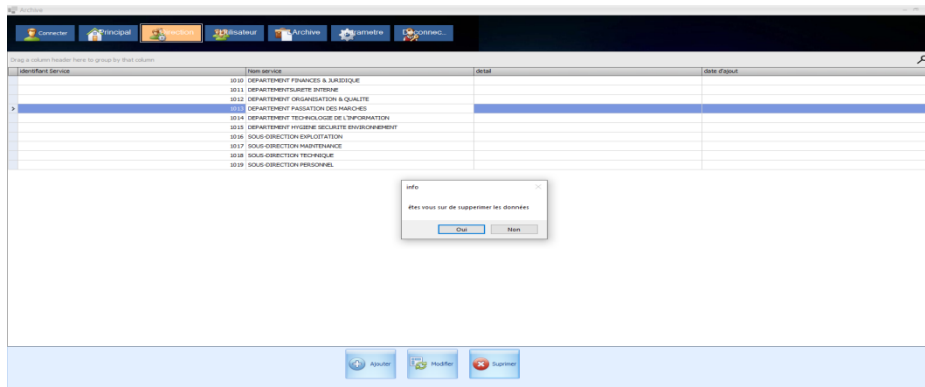 Archive
Connecter Principal Direction Utilisateur Archive Parametre Déconnec...
Drag a column header here to group by that column
Identifiant Service Nom service detail date d'ajout
1010 DEPARTEMENT FINANCES & JURIDIQUE
1011 DEPARTEMENTSURETE INTERNE
1012 DEPARTEMENT ORGANISATION & QUALITE
1013 DEPARTEMENT PASSATION DES MARCHES
1014 DEPARTEMENT TECHNOLOGIE DE L'INFORMATION
1015 DEPARTEMENT HYGIENE SECURITE ENVIRONNEMENT
1016 SOUS-DIRECTION EXPLOITATION
1017 SOUS-DIRECTION MAINTENANCE
1018 SOUS-DIRECTION TECHNIQUE
1019 SOUS-DIRECTION PERSONNEL
info
êtes vous sur de supperimer les données
Oui Non
Ajouter Modifier Suprimer